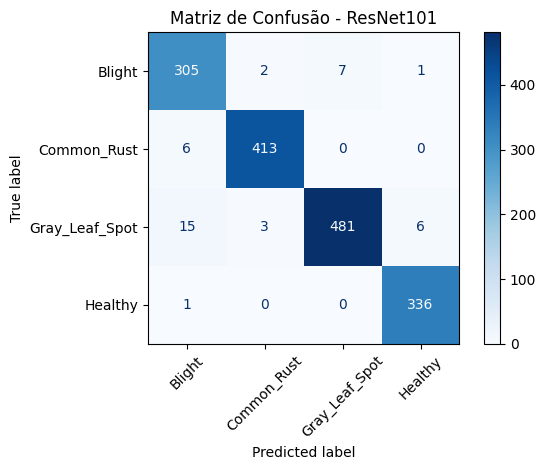 Matriz de Confusão - ResNet101
Blight 305 2 7 1
Common_Rust 6 413 0 0
Gray_Leaf_Spot 15 3 481 6
Healthy 1 0 0 336
Blight Common_Rust Gray_Leaf_Spot Healthy
True label
Predicted label
400
300
200
100
0